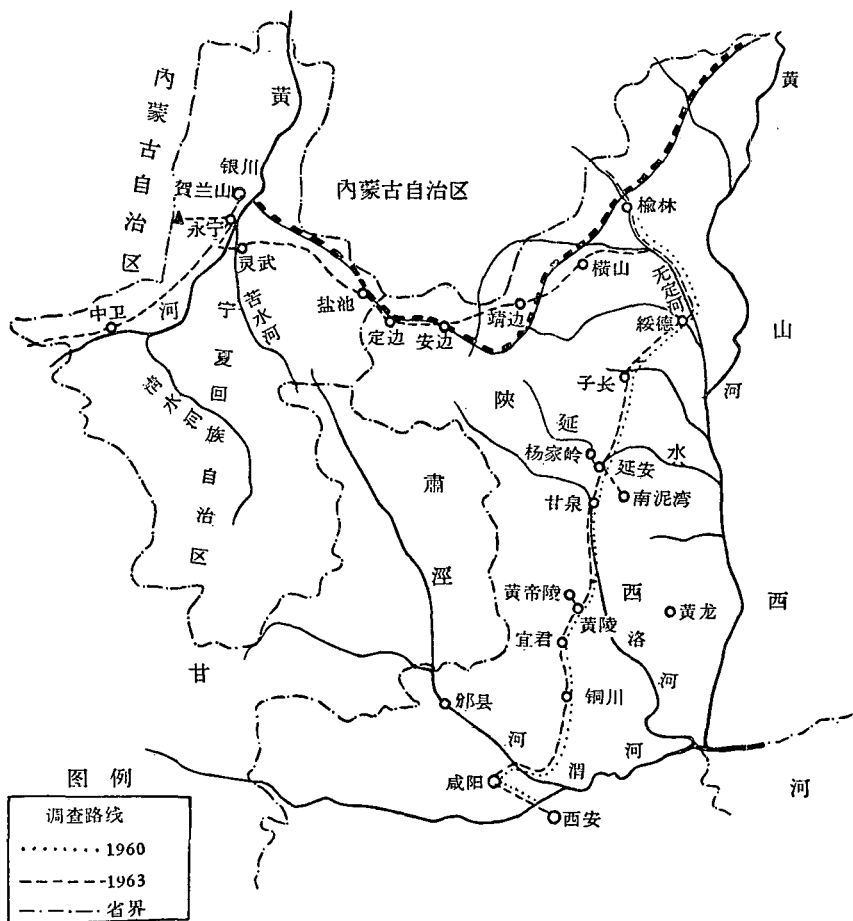 内蒙古自治区
黄
黄
银川
贺兰山
永宁
内蒙古自治区
榆林
灵武
中卫
河
宁夏回族自治区
苦水河
盐池
定边
安边
靖边
横山
无定河
绥德
山
清水河
子长
陕
河
延
杨家岭
延安
水
肃
甘泉
南泥湾
泾
黄帝陵
西
黄陵
黄龙
西
宜君
洛
甘
河
邠县
铜川
河
渭
河
咸阳
河
西安
图例
调查路线
1960
1963
省界